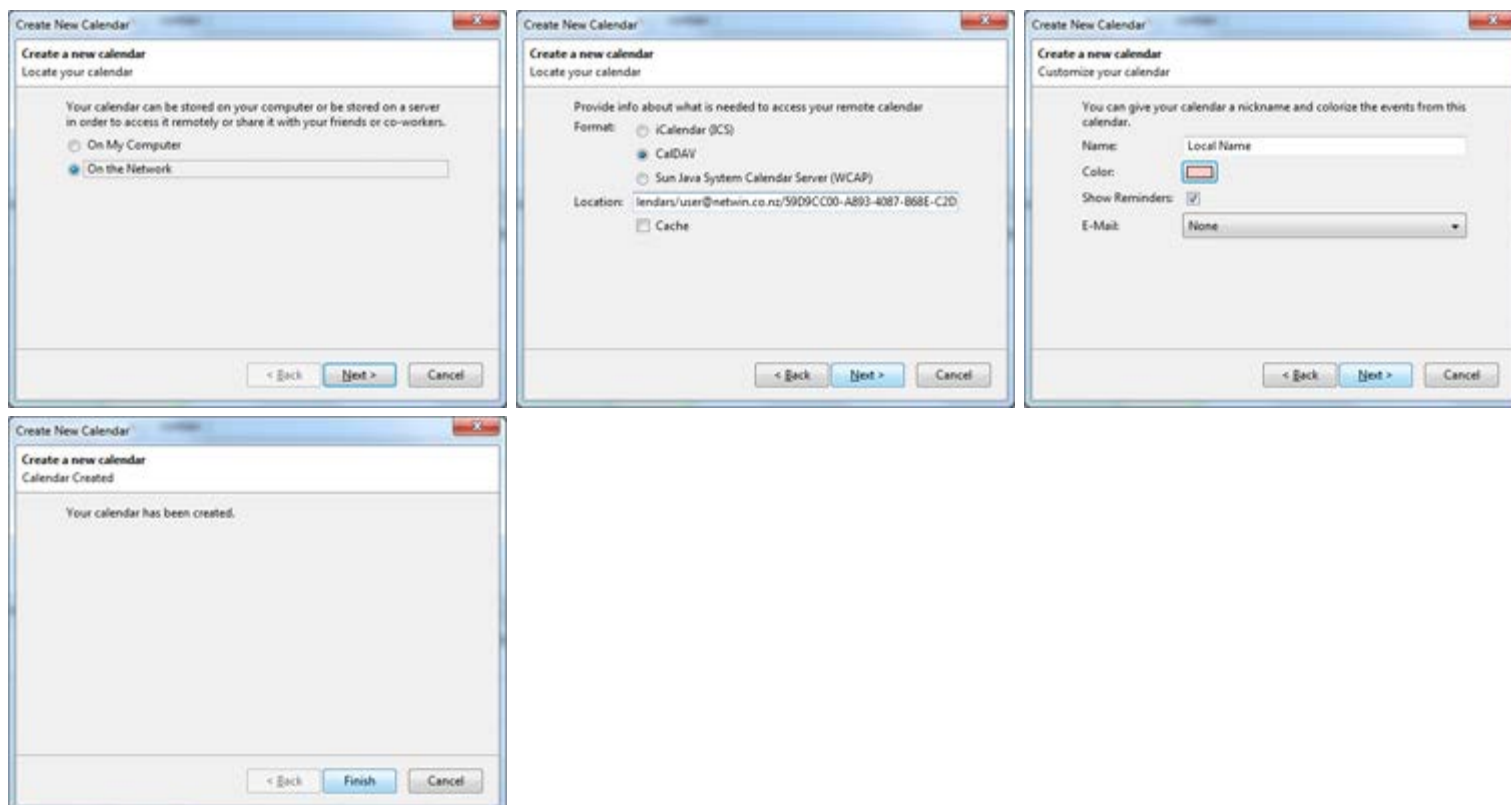 Create New Calendar
Create a new calendar
Locate your calendar
Your calendar can be stored on your computer or be stored on a server
in order to access it remotely or share it with your friends or co-workers.
On My Computer
On the Network
< Back Next > Cancel
Create New Calendar
Create a new calendar
Locate your calendar
Provide info about what is needed to access your remote calendar
Format: iCalendar (ICS)
CalDAV
Sun Java System Calendar Server (WCAP)
Location: lendars/user@netwin.co.nz/59D9CC00-A893-4087-B68E-C2D
Cache
< Back Next > Cancel
Create New Calendar
Create a new calendar
Customize your calendar
You can give your calendar a nickname and colorize the events from this
calendar.
Name: Local Name
Color:
Show Reminders:
E-Mail: None
< Back Next > Cancel
Create New Calendar
Create a new calendar
Calendar Created
Your calendar has been created.
< Back Finish Cancel